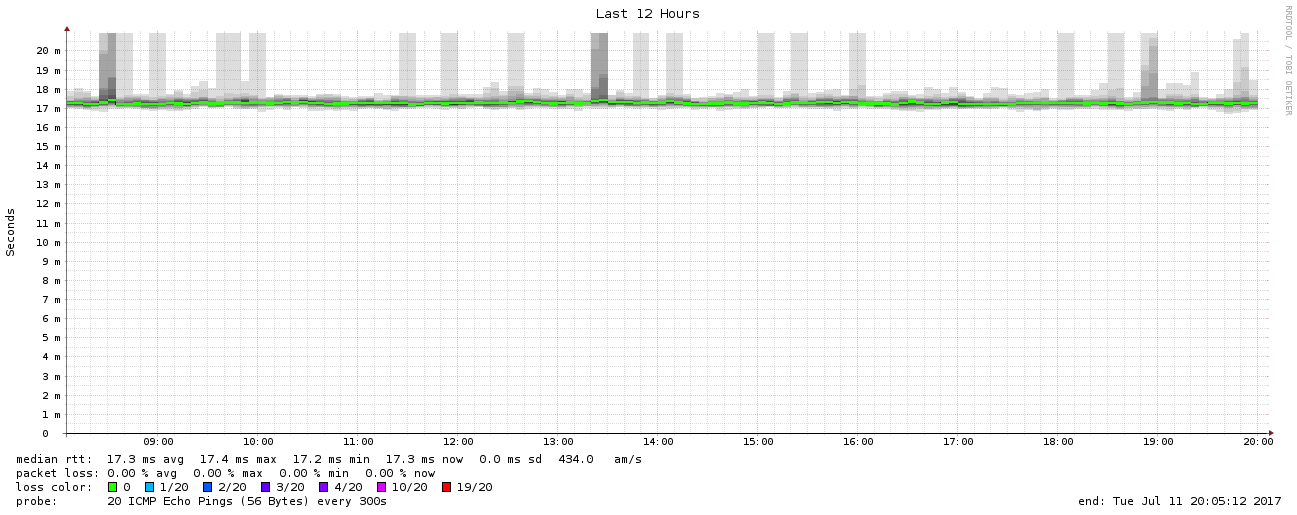 Last 12 Hours
RRDTOOL / TOBI OETIKER
Seconds
20 m
19 m
18 m
17 m
16 m
15 m
14 m
13 m
12 m
11 m
10 m
9 m
8 m
7 m
6 m
5 m
4 m
3 m
2 m
1 m
0
09:00 10:00 11:00 12:00 13:00 14:00 15:00 16:00 17:00 18:00 19:00 20:00
median rtt: 17.3 ms avg 17.4 ms max 17.2 ms min 17.3 ms now 0.0 ms sd 434.0 am/s
packet loss: 0.00 % avg 0.00 % max 0.00 % min 0.00 % now
loss color: 0 1/20 2/20 3/20 4/20 10/20 19/20
probe: 20 ICMP Echo Pings (56 Bytes) every 300s end: Tue Jul 11 20:05:12 2017